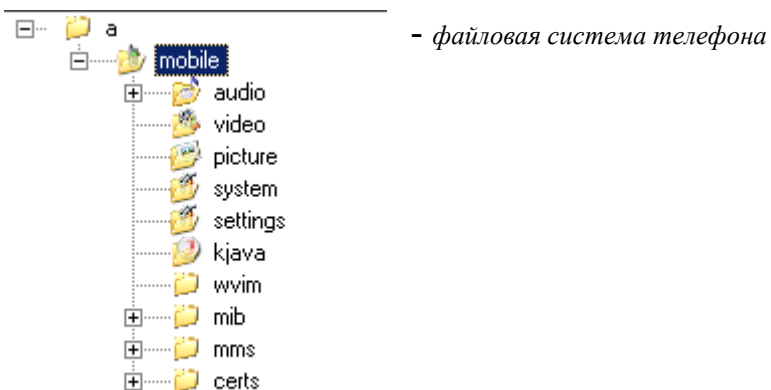 a
- файловая система телефона
mobile
audio
video
picture
system
settings
kjava
wvim
mib
mms
certs